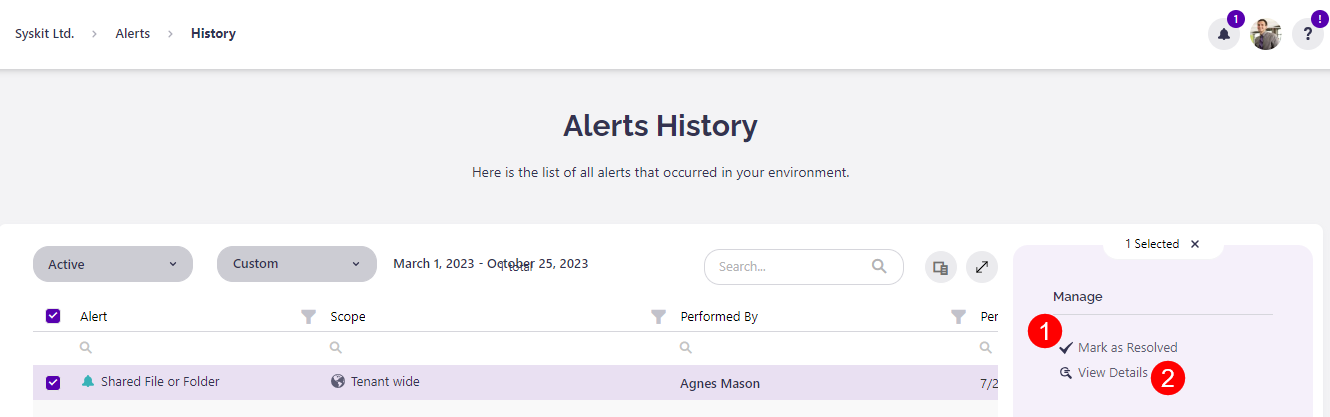 Syskit Ltd. > Alerts > History
1
!
?
Alerts History
Here is the list of all alerts that occurred in your environment.
Active
Custom
March 1, 2023 - October 25, 2023
1 total
Search...
1 Selected ×
Manage
1
Mark as Resolved
View Details
2
Alert
Scope
Performed By
Per
Shared File or Folder
Tenant wide
Agnes Mason
7/2